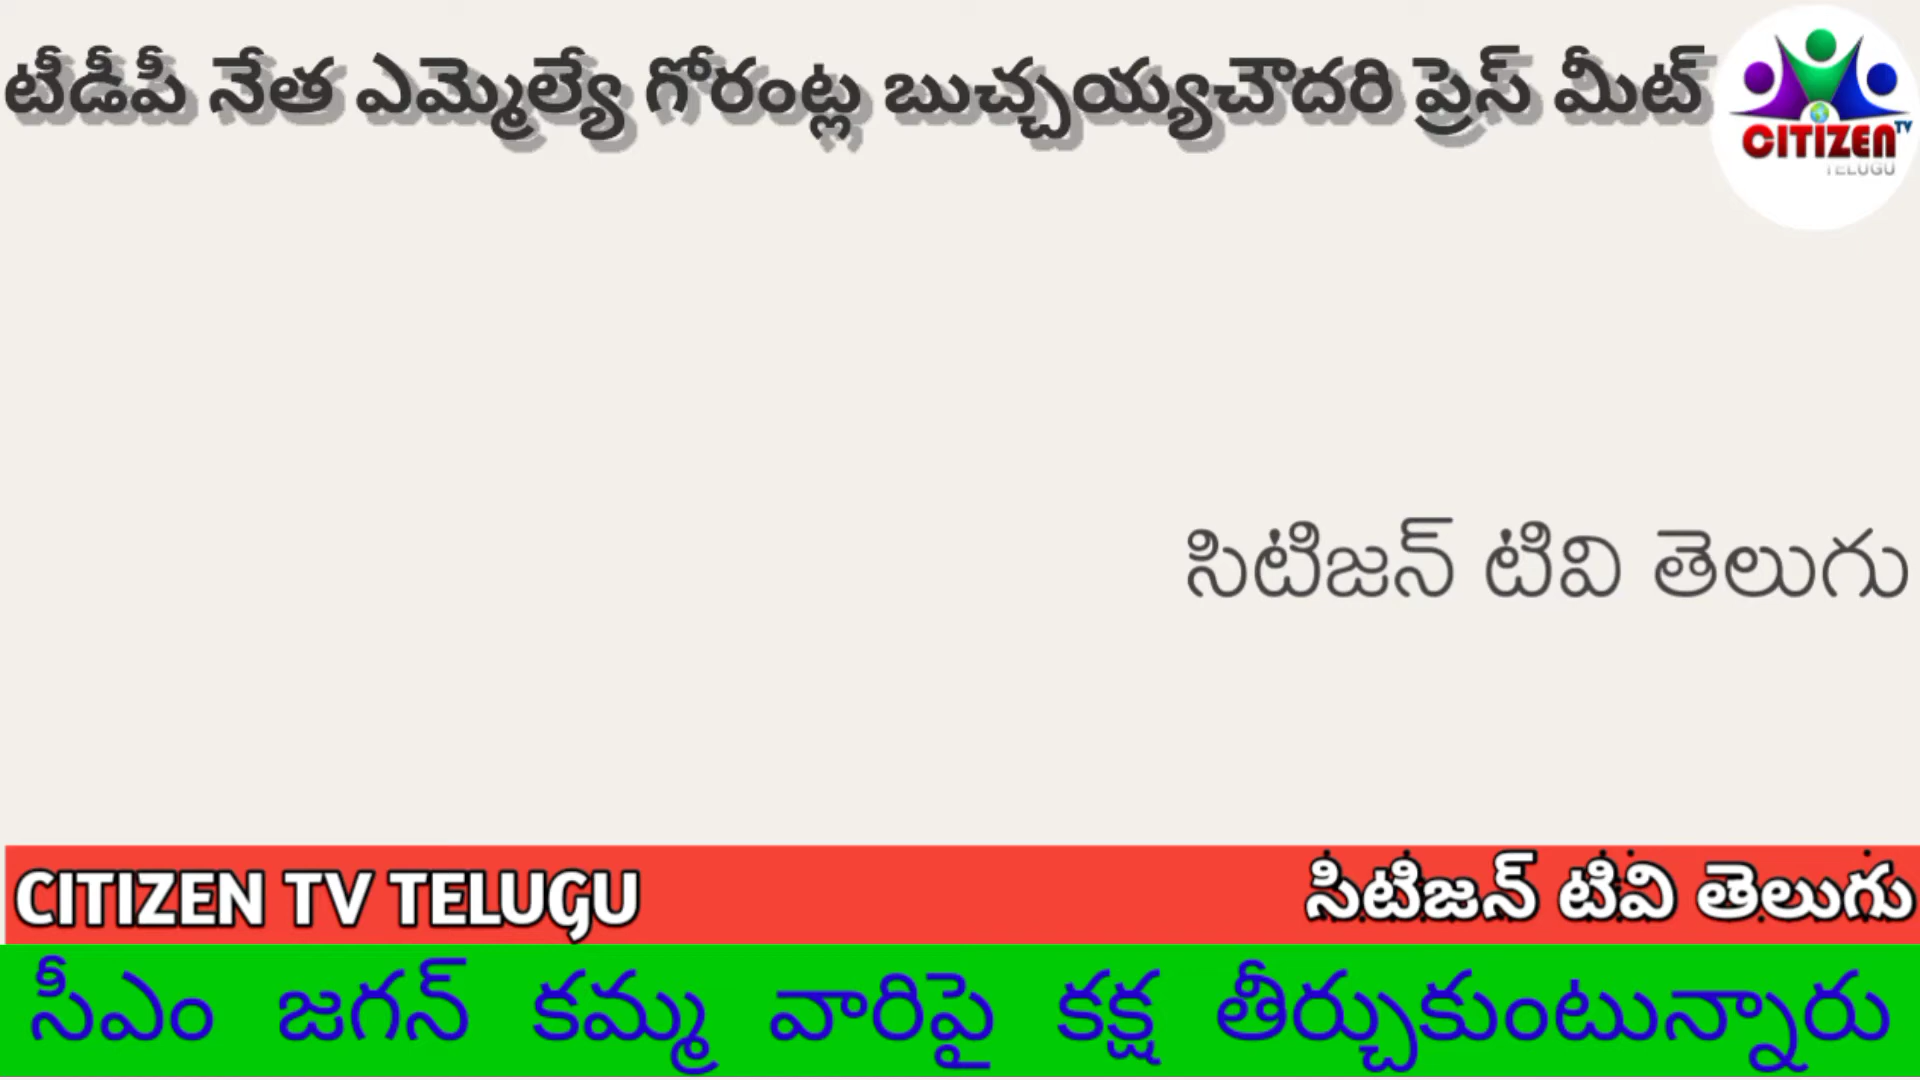 టీడీపీ నేత ఎమ్మెల్యే గోరంట్ల బుచ్చయ్యచౌదరి ప్రెస్ మీట్
CITIZEN TV
TELUGU
సిటిజన్ టివి తెలుగు
CITIZEN TV TELUGU సిటిజన్ టివి తెలుగు
సీఎం జగన్ కమ్మ వారిపై కక్ష తీర్చుకుంటున్నారు